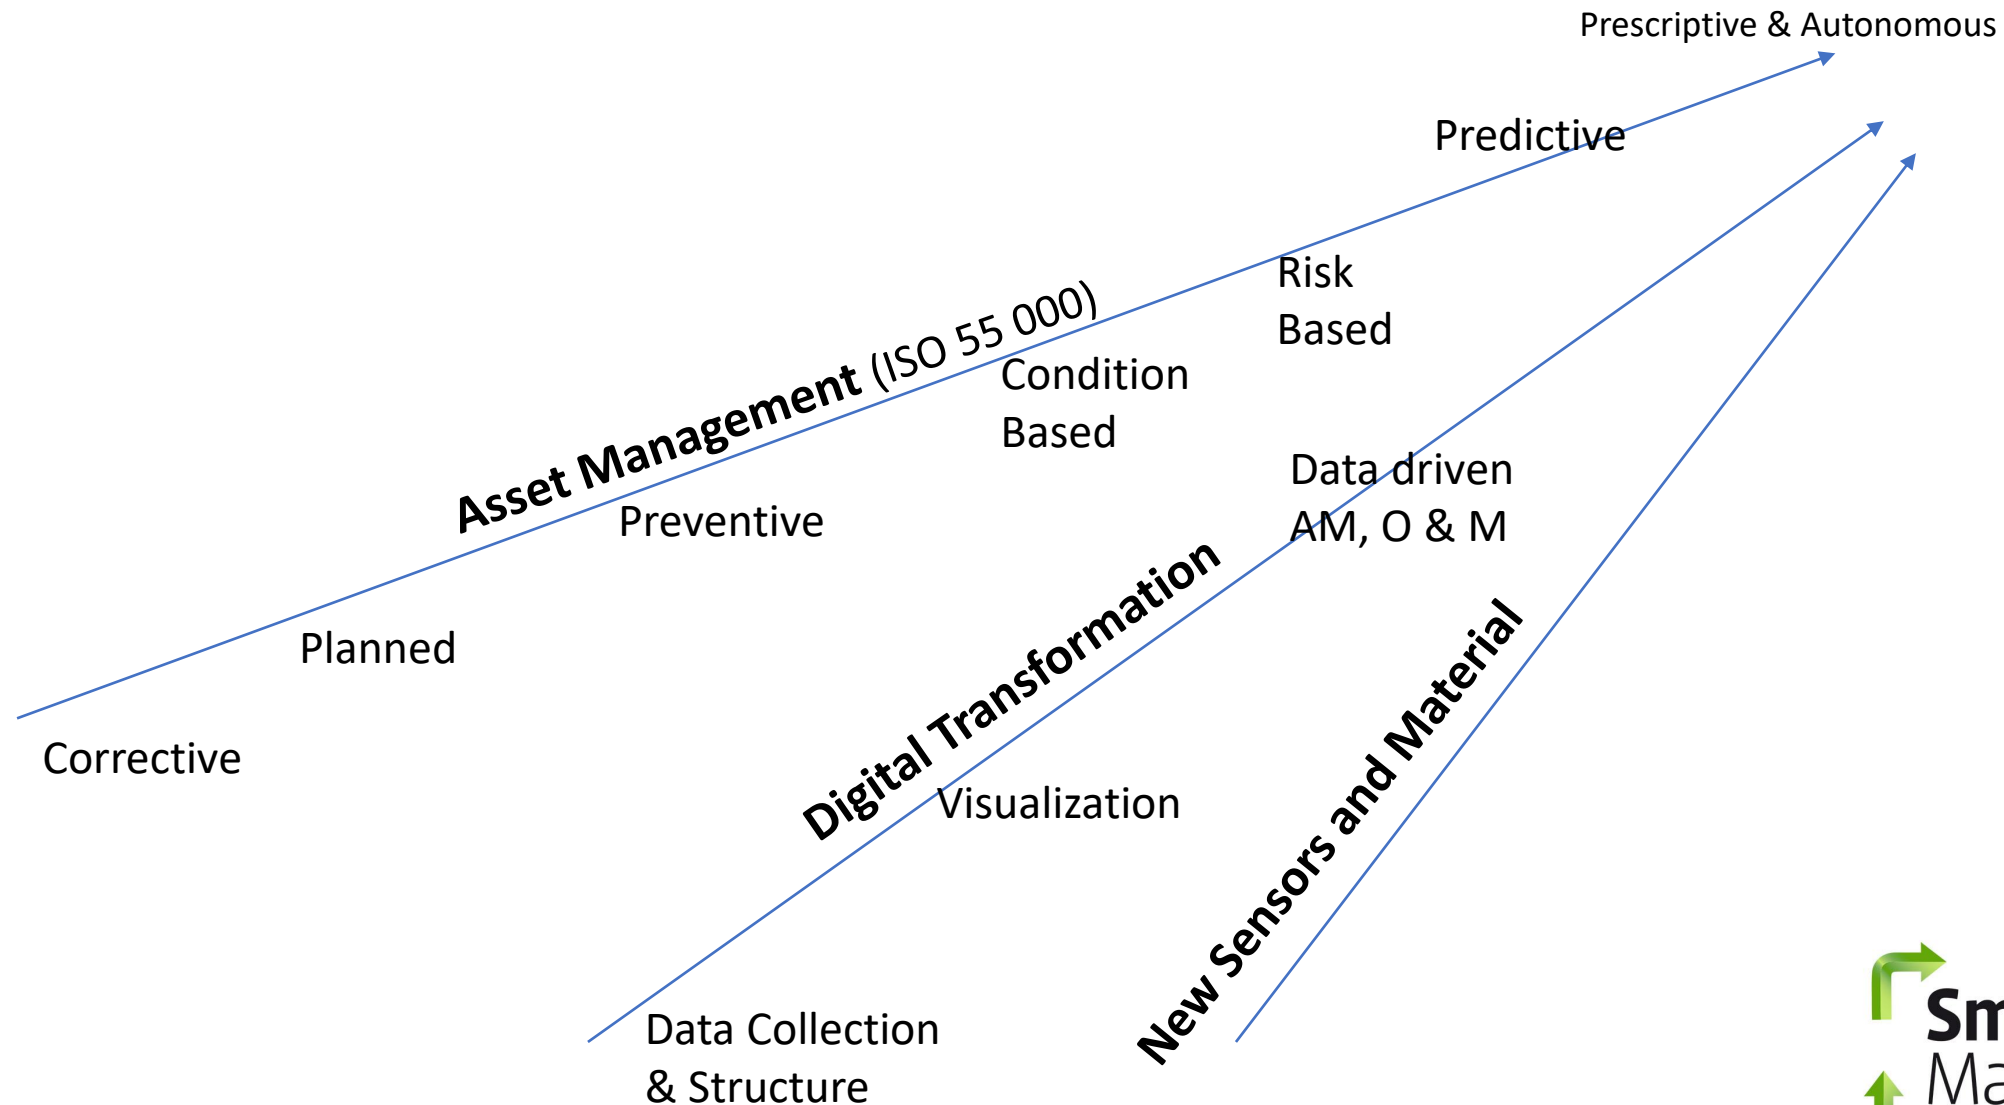 Prescriptive & Autonomous
Predictive
Risk
Based
Asset Management (ISO 55 000)
Condition
Based
Data driven
AM, O & M
Preventive
Digital Transformation
New Sensors and Material
Planned
Corrective
Visualization
Data Collection
& Structure